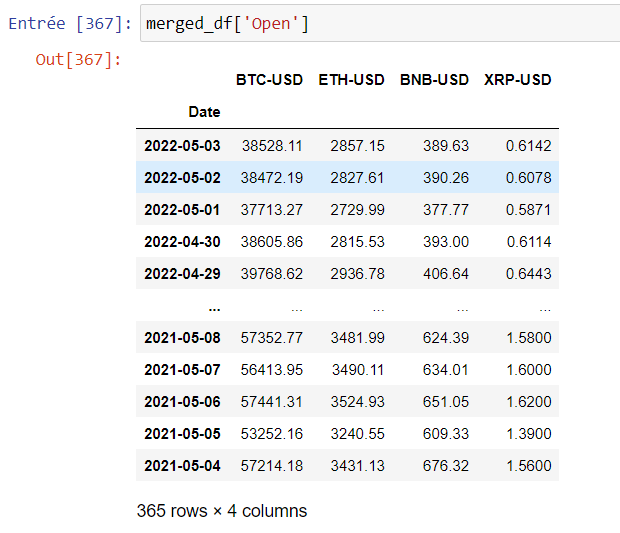 Entrée [367]: merged_df['Open']
Out[367]:
BTC-USD ETH-USD BNB-USD XRP-USD
Date
2022-05-03 38528.11 2857.15 389.63 0.6142
2022-05-02 38472.19 2827.61 390.26 0.6078
2022-05-01 37713.27 2729.99 377.77 0.5871
2022-04-30 38605.86 2815.53 393.00 0.6114
2022-04-29 39768.62 2936.78 406.64 0.6443
... ... ... ... ...
2021-05-08 57352.77 3481.99 624.39 1.5800
2021-05-07 56413.95 3490.11 634.01 1.6000
2021-05-06 57441.31 3524.93 651.05 1.6200
2021-05-05 53252.16 3240.55 609.33 1.3900
2021-05-04 57214.18 3431.13 676.32 1.5600
365 rows × 4 columns